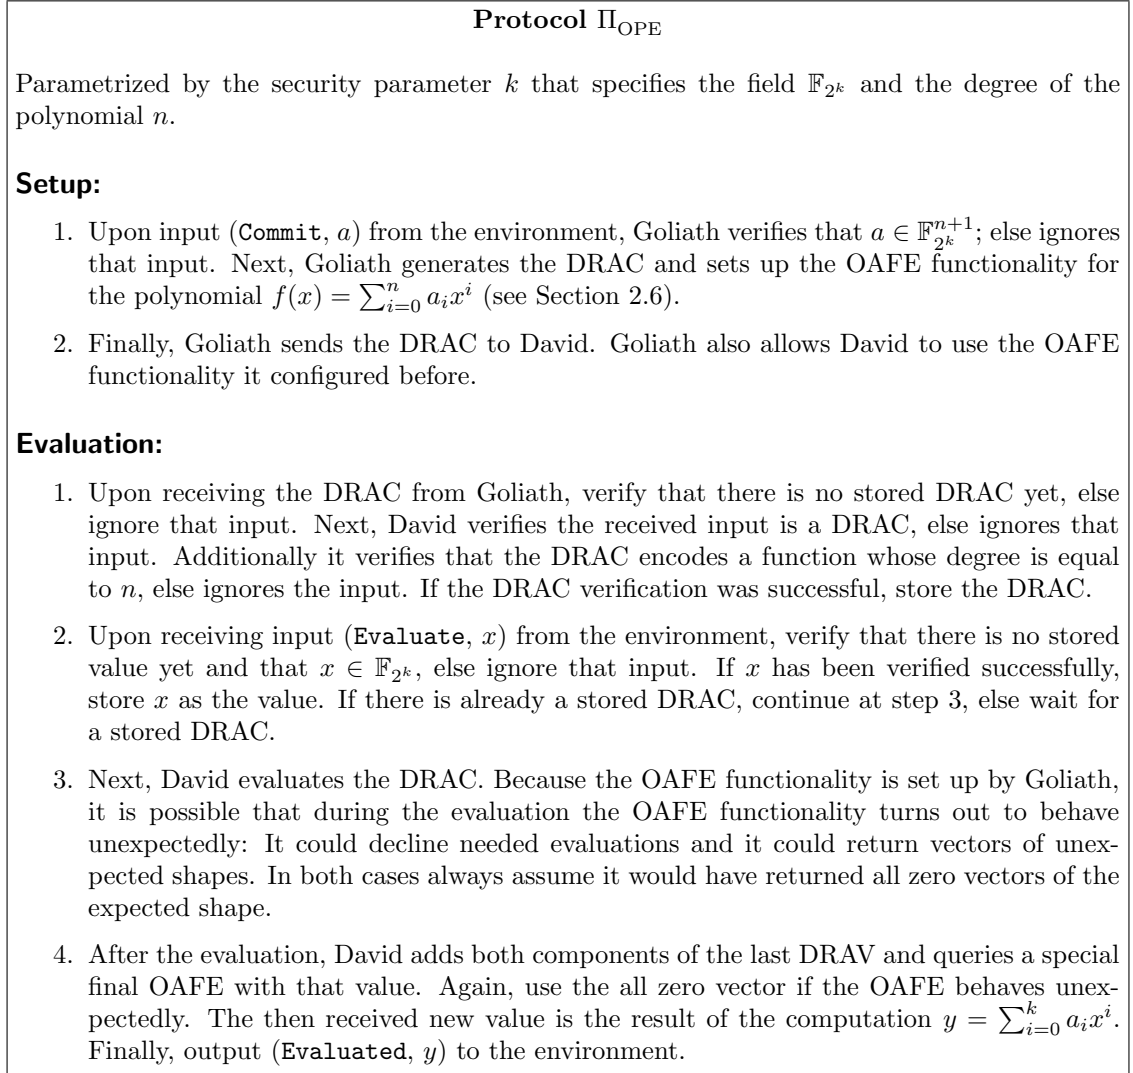 Protocol Π_OPE
Parametrized by the security parameter k that specifies the field 𝔽_{2^k} and the degree of the
polynomial n.
Setup:
1. Upon input (Commit, a) from the environment, Goliath verifies that a ∈ 𝔽_{2^k}^{n+1}; else ignores
that input. Next, Goliath generates the DRAC and sets up the OAFE functionality for
the polynomial f(x) = ∑_{i=0}^{n} a_i x^i (see Section 2.6).
2. Finally, Goliath sends the DRAC to David. Goliath also allows David to use the OAFE
functionality it configured before.
Evaluation:
1. Upon receiving the DRAC from Goliath, verify that there is no stored DRAC yet, else
ignore that input. Next, David verifies the received input is a DRAC, else ignores that
input. Additionally it verifies that the DRAC encodes a function whose degree is equal
to n, else ignores the input. If the DRAC verification was successful, store the DRAC.
2. Upon receiving input (Evaluate, x) from the environment, verify that there is no stored
value yet and that x ∈ 𝔽_{2^k}, else ignore that input. If x has been verified successfully,
store x as the value. If there is already a stored DRAC, continue at step 3, else wait for
a stored DRAC.
3. Next, David evaluates the DRAC. Because the OAFE functionality is set up by Goliath,
it is possible that during the evaluation the OAFE functionality turns out to behave
unexpectedly: It could decline needed evaluations and it could return vectors of unex-
pected shapes. In both cases always assume it would have returned all zero vectors of the
expected shape.
4. After the evaluation, David adds both components of the last DRAV and queries a special
final OAFE with that value. Again, use the all zero vector if the OAFE behaves unex-
pectedly. The then received new value is the result of the computation y = ∑_{i=0}^{k} a_i x^i.
Finally, output (Evaluated, y) to the environment.